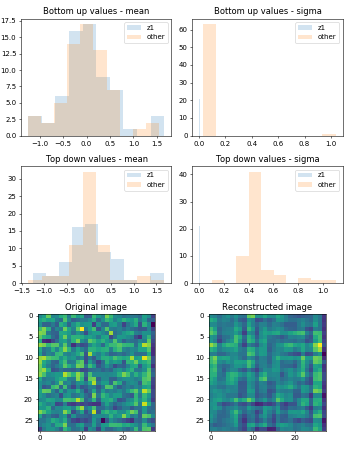 Bottom up values - mean
Bottom up values - sigma
17.5
15.0
12.5
10.0
7.5
5.0
2.5
0.0
z1
other
−1.0 −0.5 0.0 0.5 1.0 1.5
60
50
40
30
20
10
0
z1
other
0.0 0.2 0.4 0.6 0.8 1.0
Top down values - mean
Top down values - sigma
30
25
20
15
10
5
0
z1
other
−1.5 −1.0 −0.5 0.0 0.5 1.0 1.5
40
30
20
10
0
z1
other
0.0 0.2 0.4 0.6 0.8 1.0
Original image
Reconstructed image
0
5
10
15
20
25
0 10 20
0
5
10
15
20
25
0 10 20